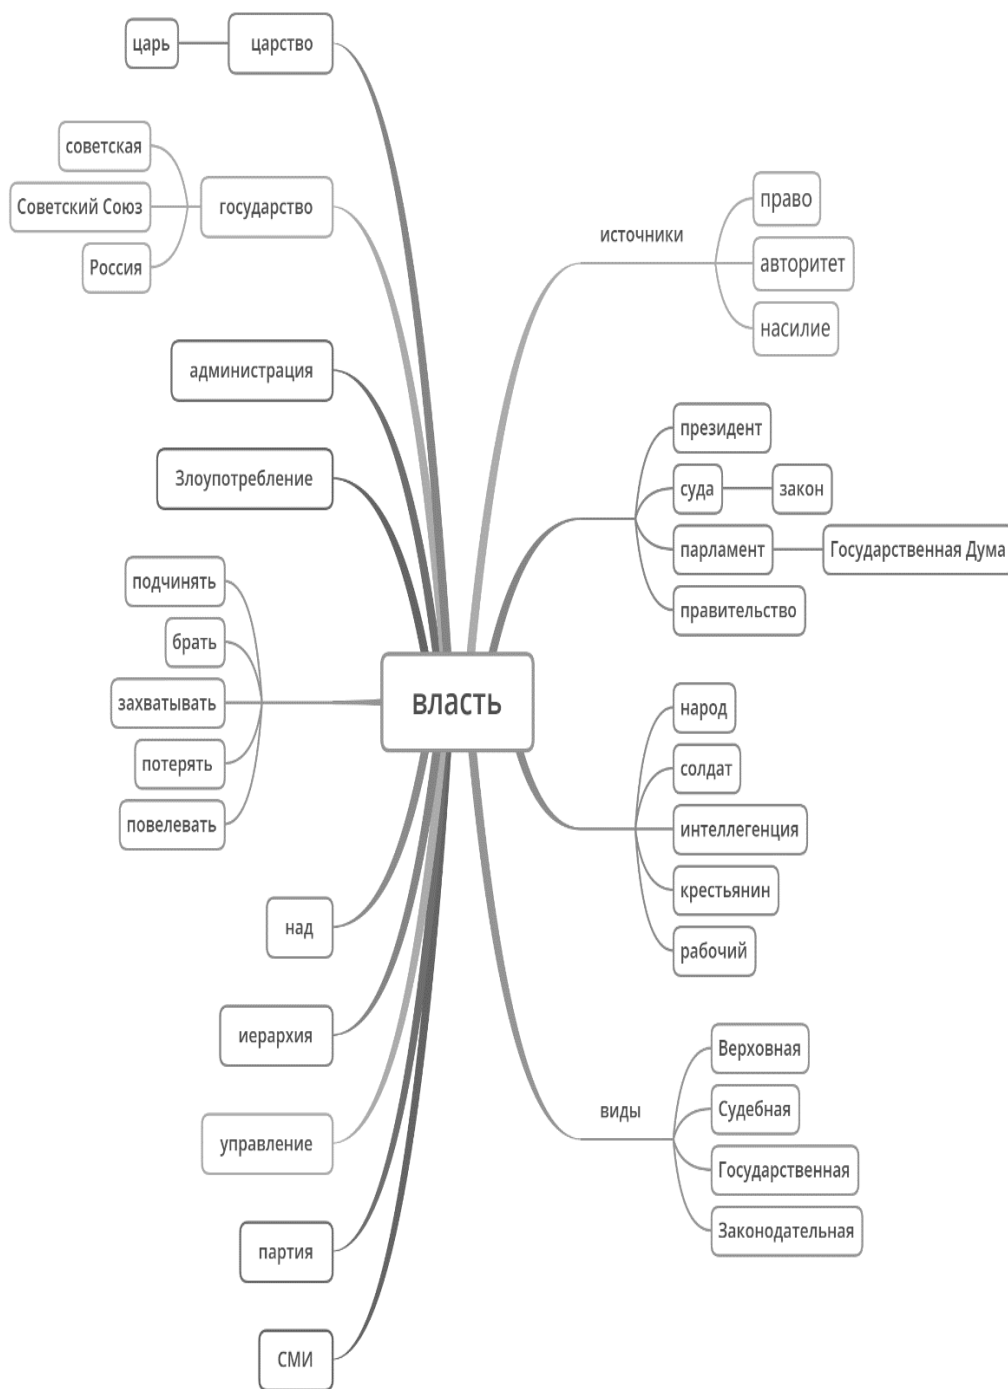 царь
царство
советская
Советский Союз
Россия
государство
администрация
Злоупотребление
подчинять
брать
захватывать
потерять
повелевать
над
иерархия
управление
партия
СМИ
власть
источники
право
авторитет
насилие
президент
суда
закон
парламент
Государственная Дума
правительство
народ
солдат
интеллегенция
крестьянин
рабочий
виды
Верховная
Судебная
Государственная
Законодательная